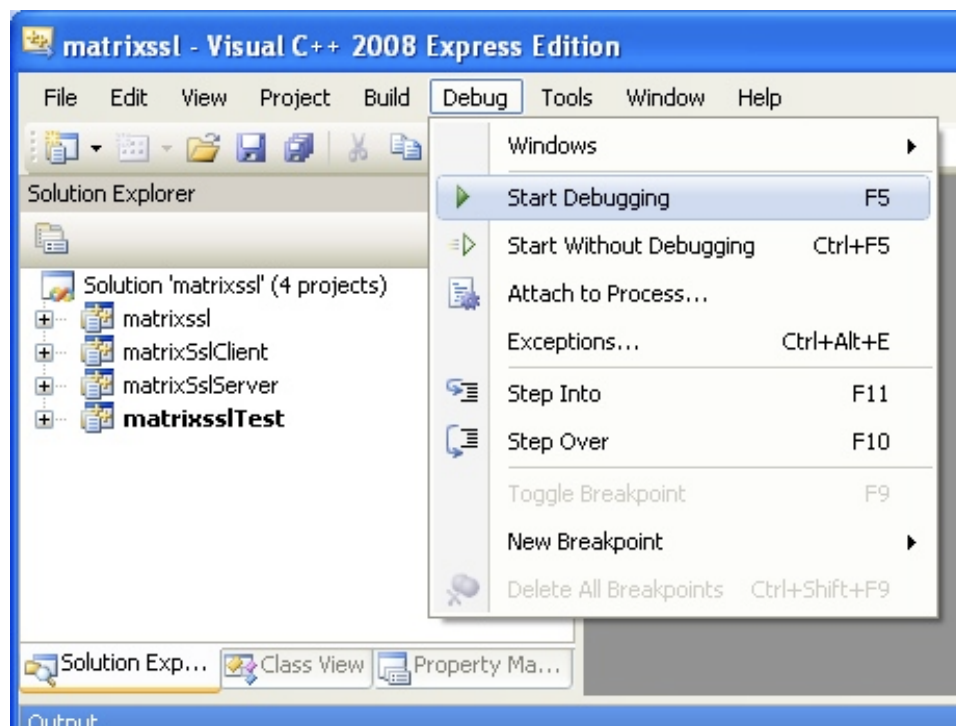 matrixssl - Visual C++ 2008 Express Edition
File Edit View Project Build Debug Tools Window Help
Solution Explorer
Solution 'matrixssl' (4 projects)
matrixssl
matrixSslClient
matrixSslServer
matrixsslTest
Windows
Start Debugging F5
Start Without Debugging Ctrl+F5
Attach to Process...
Exceptions... Ctrl+Alt+E
Step Into F11
Step Over F10
Toggle Breakpoint F9
New Breakpoint
Delete All Breakpoints Ctrl+Shift+F9
Solution Exp... Class View Property Ma...
Output